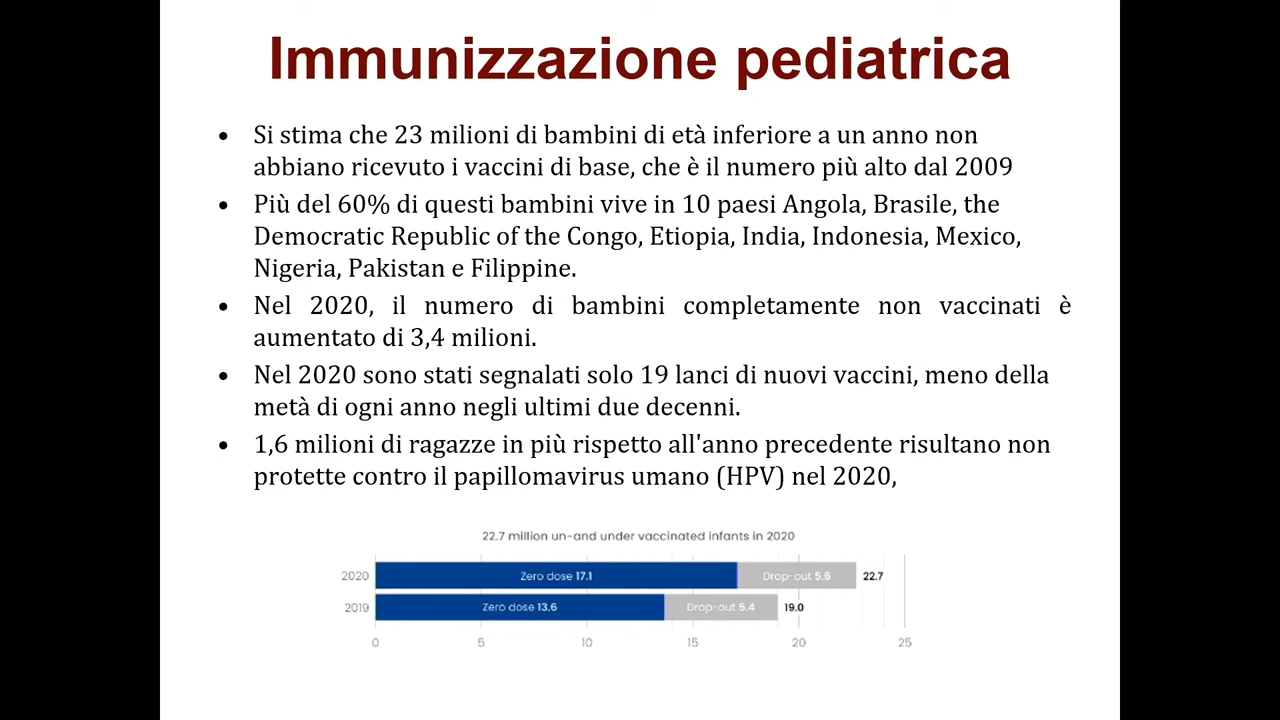 Immunizzazione pediatrica
• Si stima che 23 milioni di bambini di età inferiore a un anno non
abbiano ricevuto i vaccini di base, che è il numero più alto dal 2009
• Più del 60% di questi bambini vive in 10 paesi Angola, Brasile, the
Democratic Republic of the Congo, Etiopia, India, Indonesia, Mexico,
Nigeria, Pakistan e Filippine.
• Nel 2020, il numero di bambini completamente non vaccinati è
aumentato di 3,4 milioni.
• Nel 2020 sono stati segnalati solo 19 lanci di nuovi vaccini, meno della
metà di ogni anno negli ultimi due decenni.
• 1,6 milioni di ragazze in più rispetto all'anno precedente risultano non
protette contro il papillomavirus umano (HPV) nel 2020,
22.7 million un-and under vaccinated infants in 2020
2020 Zero dose 17.1 Drop-out 5.6 22.7
2019 Zero dose 13.6 Drop-out 5.4 19.0
0 5 10 15 20 25